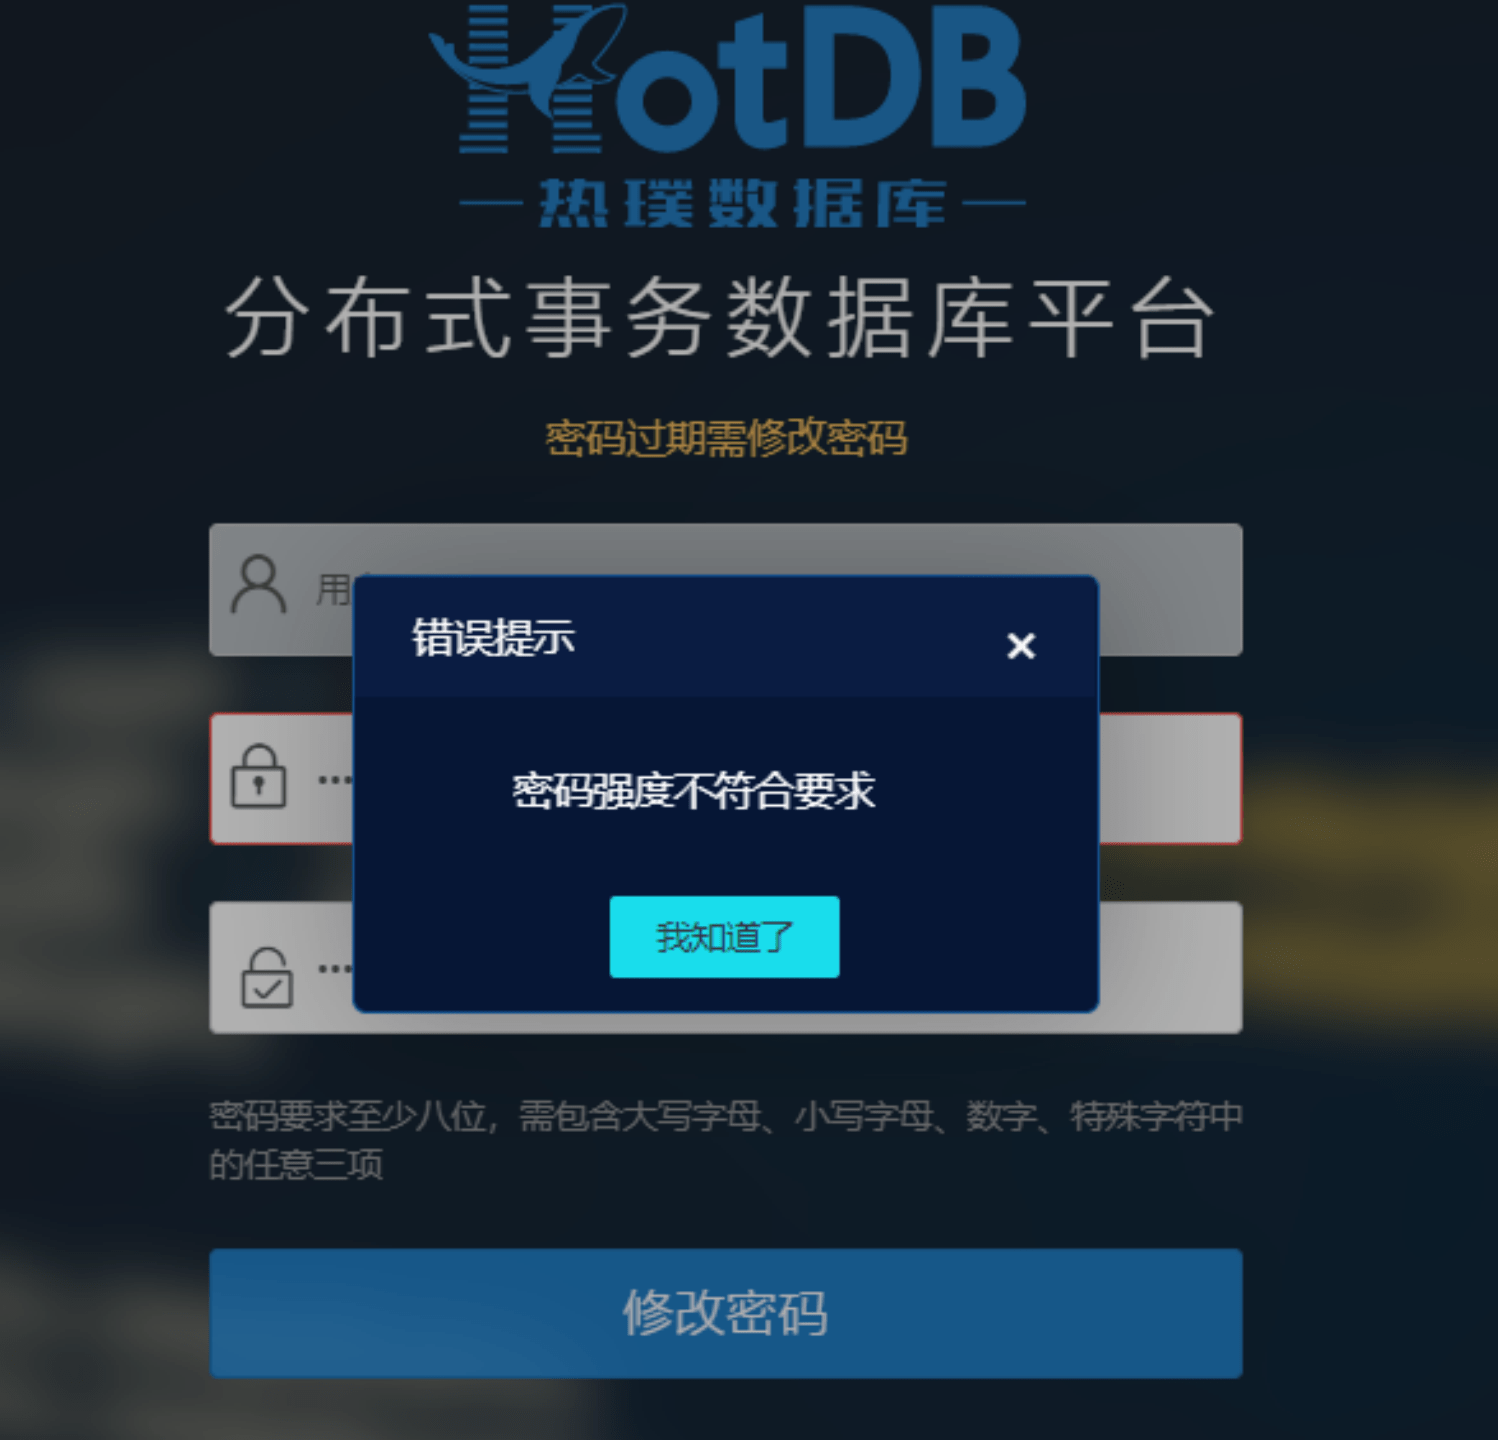 HotDB
热璞数据库
分布式事务数据库平台
密码过期需修改密码
用
错误提示
密码强度不符合要求
我知道了
密码要求至少八位，需包含大写字母、小写字母、数字、特殊字符中
的任意三项
修改密码